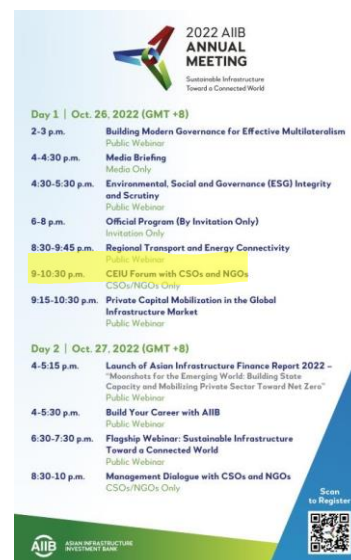 2022 AIIB
ANNUAL
MEETING
Sustainable Infrastructure
Toward a Connected World
Day 1 | Oct. 26, 2022 (GMT +8)
2-3 p.m. Building Modern Governance for Effective Multilateralism
Public Webinar
4-4:30 p.m. Media Briefing
Media Only
4:30-5:30 p.m. Environmental, Social and Governance (ESG) Integrity
and Scrutiny
Public Webinar
6-8 p.m. Official Program (By Invitation Only)
Invitation Only
8:30-9:45 p.m. Regional Transport and Energy Connectivity
Public Webinar
9-10:30 p.m. CEIU Forum with CSOs and NGOs
CSOs/NGOs Only
9:15-10:30 p.m. Private Capital Mobilization in the Global
Infrastructure Market
Public Webinar
Day 2 | Oct. 27, 2022 (GMT +8)
4-5:15 p.m. Launch of Asian Infrastructure Finance Report 2022 –
"Moonshots for the Emerging World: Building State
Capacity and Mobilizing Private Sector Toward Net Zero"
Public Webinar
4-5:30 p.m. Build Your Career with AIIB
Public Webinar
6:30-7:30 p.m. Flagship Webinar: Sustainable Infrastructure
Toward a Connected World
Public Webinar
8:30-10 p.m. Management Dialogue with CSOs and NGOs
CSOs/NGOs Only
Scan
to Register
AIIB ASIAN INFRASTRUCTURE
INVESTMENT BANK